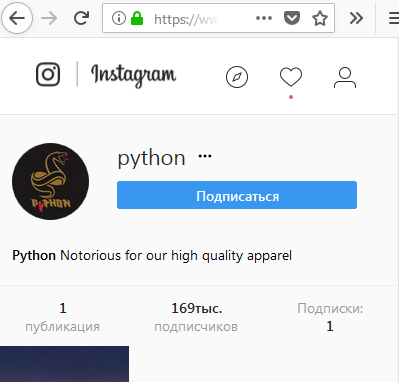 https://ww
Instagram
PYTHON
python
Подписаться
Python Notorious for our high quality apparel
1 169тыс. Подписки:
публикация подписчиков 1